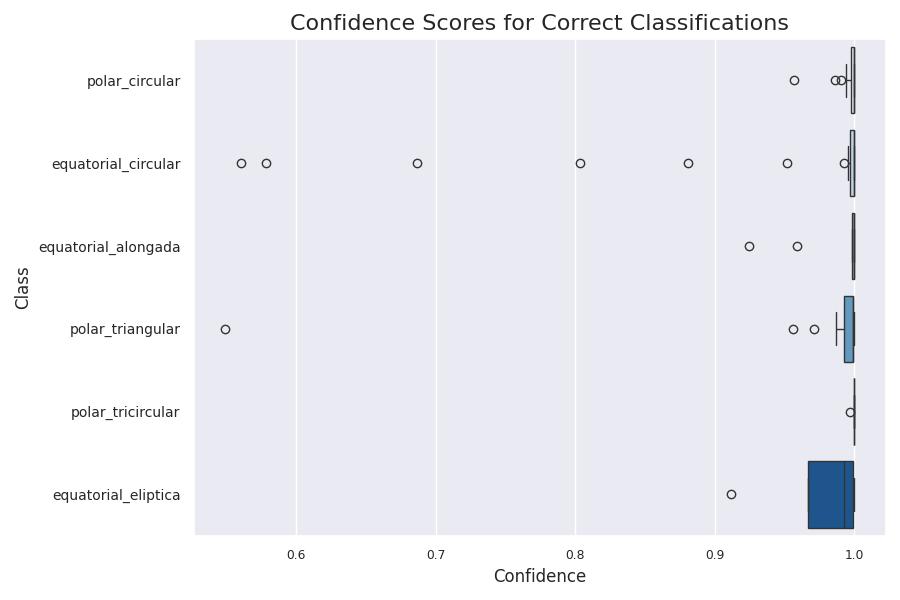 Confidence Scores for Correct Classifications
polar_circular
equatorial_circular
equatorial_alongada
polar_triangular
polar_tricircular
equatorial_eliptica
Class
0.6 0.7 0.8 0.9 1.0
Confidence